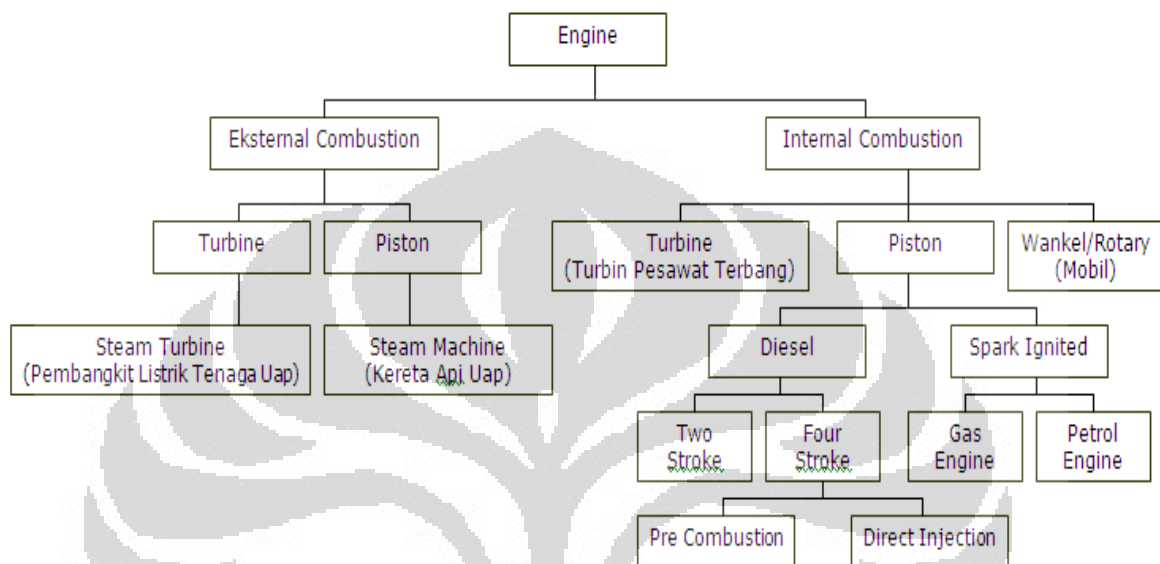 Engine
Eksternal Combustion
Internal Combustion
Turbine
Piston
Turbine
(Turbin Pesawat Terbang)
Piston
Wankel/Rotary
(Mobil)
Steam Turbine
(Pembangkit Listrik Tenaga Uap)
Steam Machine
(Kereta Api Uap)
Diesel
Spark Ignited
Two
Stroke
Four
Stroke
Gas
Engine
Petrol
Engine
Pre Combustion
Direct Injection